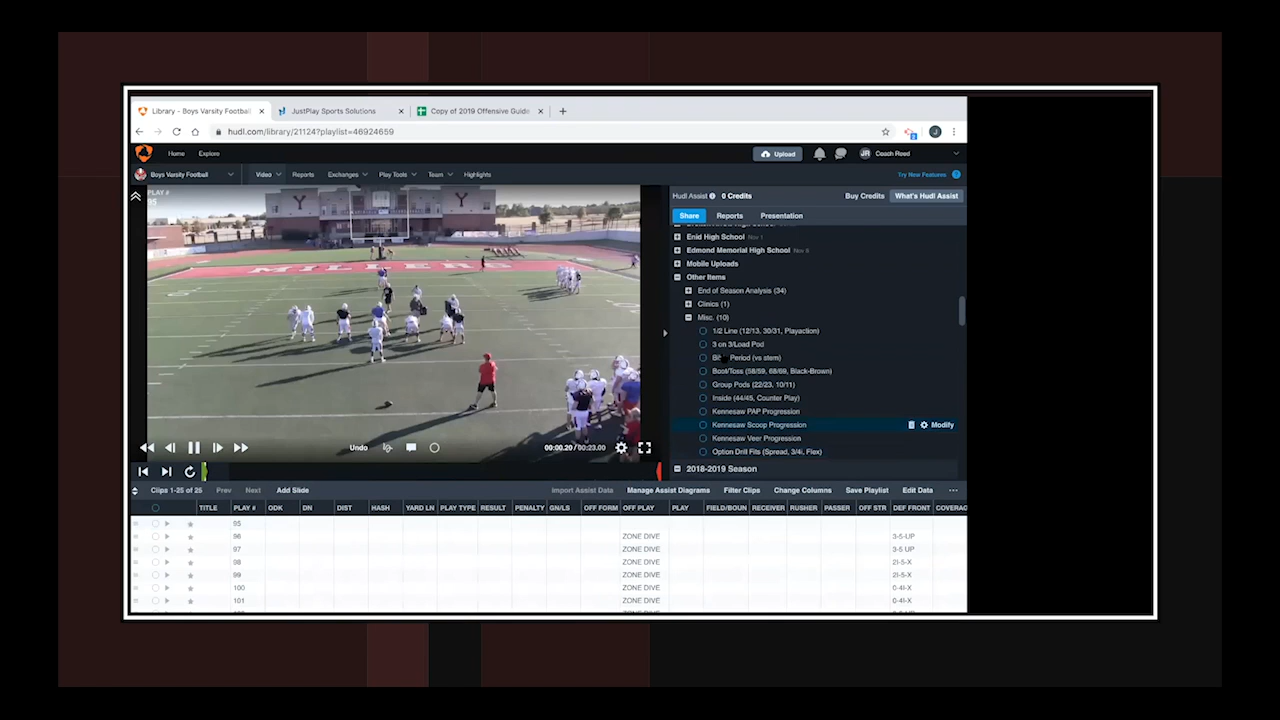 Library - Boys Varsity Football
JustPlay Sports Solutions
Copy of 2019 Offensive Guide
hudl.com/library/21124?playlist=46924659
J
Home
Explore
Upload
JR
Coach Reed
Boys Varsity Football
Video
Reports
Exchanges
Play Tools
Team
Highlights
Try New Features
PLAY #
95
Y
Y
MILLERS
Hudl Assist
0 Credits
Buy Credits
What's Hudl Assist
Share
Reports
Presentation
Enid High School Nov 1
Edmond Memorial High School Nov 8
Mobile Uploads
Other Items
End of Season Analysis (34)
Clinics (1)
Misc. (10)
1/2 Line (12/13, 30/31, Playaction)
3 on 3/Load Pod
Period (vs stem)
Boot/Toss (58/59, 68/69, Black-Brown)
Group Pods (22/23, 10/11)
Inside (44/45, Counter Play)
Kennesaw PAP Progression
Kennesaw Scoop Progression
Modify
Kennesaw Veer Progression
Option Drill Fits (Spread, 3/4i, Flex)
2018-2019 Season
Undo
00:00.20 / 00:23.00
Clips 1-25 of 25
Prev
Next
Add Slide
Import Assist Data
Manage Assist Diagrams
Filter Clips
Change Columns
Save Playlist
Edit Data
TITLE PLAY # ODK DN DIST HASH YARD LN PLAY TYPE RESULT PENALTY GN/LS OFF FORM OFF PLAY PLAY FIELD/BOUN RECEIVER RUSHER PASSER OFF STR DEF FRONT COVERAG
95
96 ZONE DIVE 3-5-UP
97 ZONE DIVE 3-5 UP
98 ZONE DIVE 2I-5-X
99 ZONE DIVE 2I-5-X
100 ZONE DIVE 0-4I-X
101 ZONE DIVE 0-4I-X